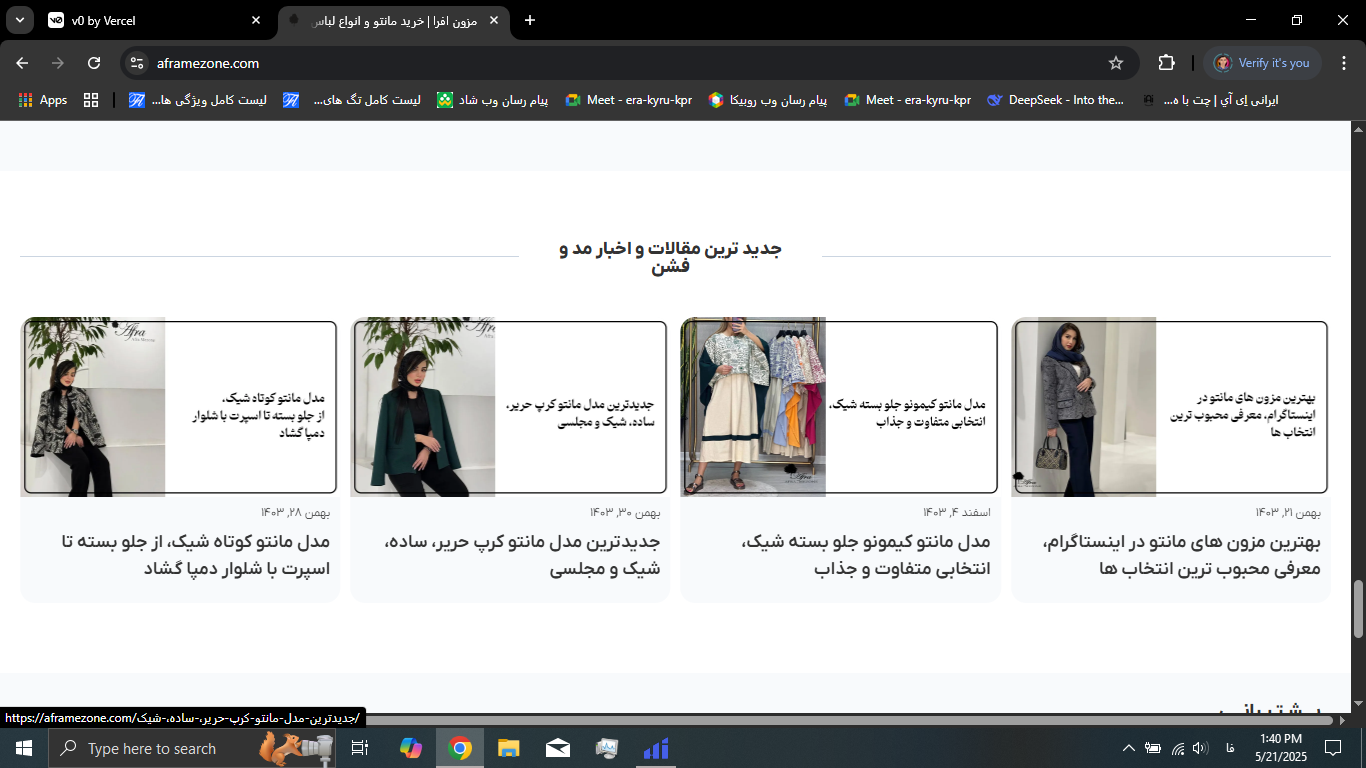 v0 by Vercel
مزون افرا | خرید مانتو و انواع لباس
aframezone.com
Verify it's you
Apps
لیست کامل ویژگی ها...
لیست کامل تگ های...
پیام رسان وب شاد
Meet - era-kyru-kpr
پیام رسان وب روبیکا
Meet - era-kyru-kpr
DeepSeek - Into the...
ایرانی اِی آي | چت با ه...
جدید ترین مقالات و اخبار مد و
فشن
بهترین مزون های مانتو در
اینستاگرام، معرفی محبوب ترین
انتخاب ها
بهمن ۲۱, ۱۴۰۳
بهترین مزون های مانتو در اینستاگرام،
معرفی محبوب ترین انتخاب ها
مدل مانتو کیمونو جلو بسته شیک،
انتخابی متفاوت و جذاب
Afra
اسفند ۴, ۱۴۰۳
مدل مانتو کیمونو جلو بسته شیک،
انتخابی متفاوت و جذاب
Afra
جدیدترین مدل مانتو کرپ حریر،
ساده، شیک و مجلسی
بهمن ۳۰, ۱۴۰۳
جدیدترین مدل مانتو کرپ حریر، ساده،
شیک و مجلسی
Afra
مدل مانتو کوتاه شیک،
از جلو بسته تا اسپرت با شلوار
دمپا گشاد
بهمن ۲۸, ۱۴۰۳
مدل مانتو کوتاه شیک، از جلو بسته تا
اسپرت با شلوار دمپا گشاد
https://aframezone.com/جدیدترین-مدل-مانتو-کرپ-حریر،-ساده،-شیک/
Type here to search
فا
1:40 PM
5/21/2025